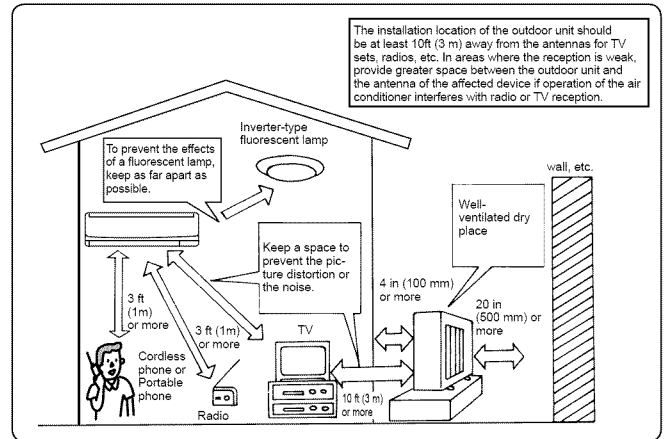 The installation location of the outdoor unit should
be at least 10ft (3 m) away from the antennas for TV
sets, radios, etc. In areas where the reception is weak,
provide greater space between the outdoor unit and
the antenna of the affected device if operation of the air
conditioner interferes with radio or TV reception.
Inverter-type
fluorescent lamp
To prevent the effects
of a fluorescent lamp,
keep as far apart as
possible.
wall, etc.
Well-
ventilated dry
place
Keep a space to
prevent the pic-
ture distortion or
the noise.
4 in (100 mm)
or more
20 in
(500 mm) or
more
3 ft
(1m)
or more
3 ft (1m)
or more
TV
Cordless
phone or
Portable
phone
Radio
10 ft (3 m)
or more